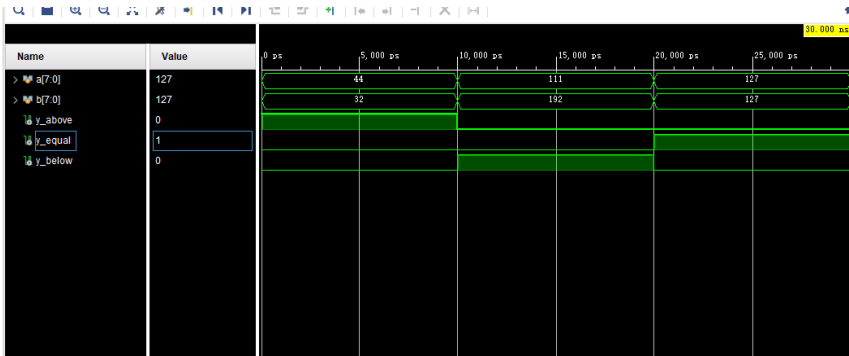 30.000 ns
Name Value
0 ps 5,000 ps 10,000 ps 15,000 ps 20,000 ps 25,000 ps
a[7:0] 127 44 111 127
b[7:0] 127 32 192 127
y_above 0
y_equal 1
y_below 0